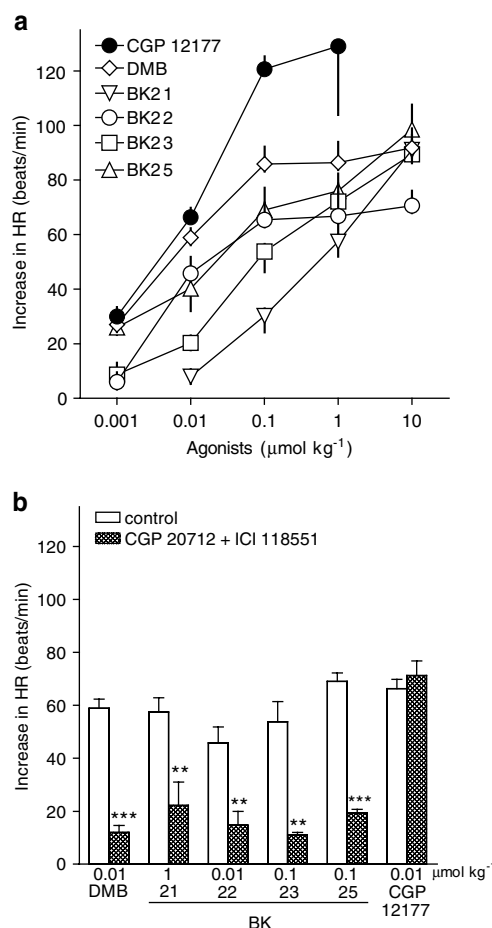 a
CGP 12177
DMB
BK21
BK22
BK23
BK25
Increase in HR (beats/min)
120
100
80
60
40
20
0
0.001 0.01 0.1 1 10
Agonists (μmol kg⁻¹)
b
control
CGP 20712 + ICI 118551
Increase in HR (beats/min)
120
100
80
60
40
20
0
*** ** ** ** ***
0.01 1 0.01 0.1 0.1 0.01 μmol kg⁻¹
DMB 21 22 23 25 CGP
12177
BK